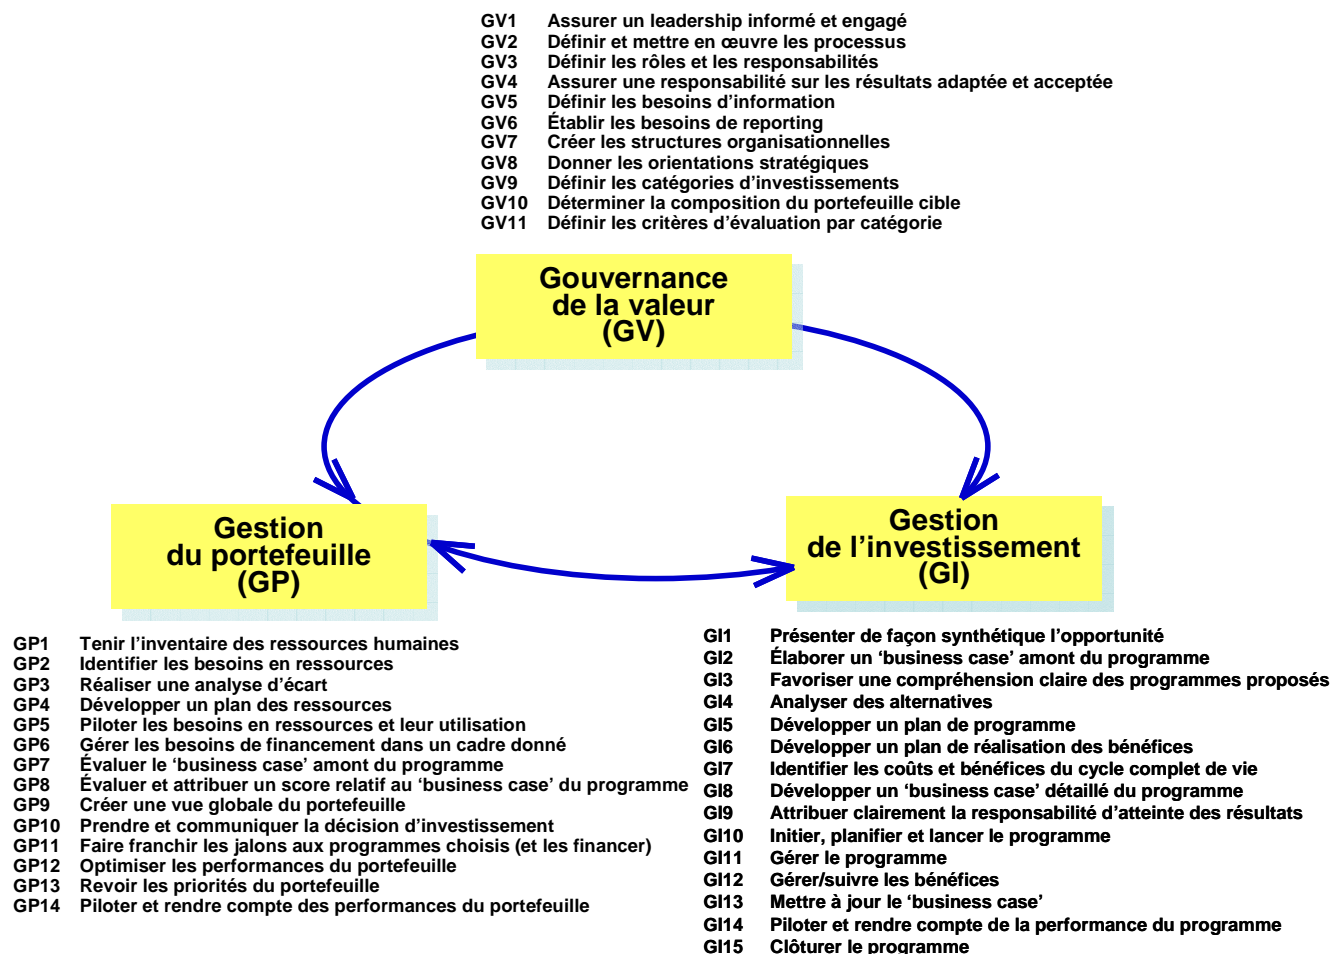 GV1 Assurer un leadership informé et engagé
GV2 Définir et mettre en œuvre les processus
GV3 Définir les rôles et les responsabilités
GV4 Assurer une responsabilité sur les résultats adaptée et acceptée
GV5 Définir les besoins d'information
GV6 Établir les besoins de reporting
GV7 Créer les structures organisationnelles
GV8 Donner les orientations stratégiques
GV9 Définir les catégories d'investissements
GV10 Déterminer la composition du portefeuille cible
GV11 Définir les critères d'évaluation par catégorie
Gouvernance
de la valeur
(GV)
Gestion
du portefeuille
(GP)
Gestion
de l'investissement
(GI)
GP1 Tenir l'inventaire des ressources humaines
GP2 Identifier les besoins en ressources
GP3 Réaliser une analyse d'écart
GP4 Développer un plan des ressources
GP5 Piloter les besoins en ressources et leur utilisation
GP6 Gérer les besoins de financement dans un cadre donné
GP7 Évaluer le 'business case' amont du programme
GP8 Évaluer et attribuer un score relatif au 'business case' du programme
GP9 Créer une vue globale du portefeuille
GP10 Prendre et communiquer la décision d'investissement
GP11 Faire franchir les jalons aux programmes choisis (et les financer)
GP12 Optimiser les performances du portefeuille
GP13 Revoir les priorités du portefeuille
GP14 Piloter et rendre compte des performances du portefeuille
GI1 Présenter de façon synthétique l'opportunité
GI2 Élaborer un 'business case' amont du programme
GI3 Favoriser une compréhension claire des programmes proposés
GI4 Analyser des alternatives
GI5 Développer un plan de programme
GI6 Développer un plan de réalisation des bénéfices
GI7 Identifier les coûts et bénéfices du cycle complet de vie
GI8 Développer un 'business case' détaillé du programme
GI9 Attribuer clairement la responsabilité d'atteinte des résultats
GI10 Initier, planifier et lancer le programme
GI11 Gérer le programme
GI12 Gérer/suivre les bénéfices
GI13 Mettre à jour le 'business case'
GI14 Piloter et rendre compte de la performance du programme
GI15 Clôturer le programme